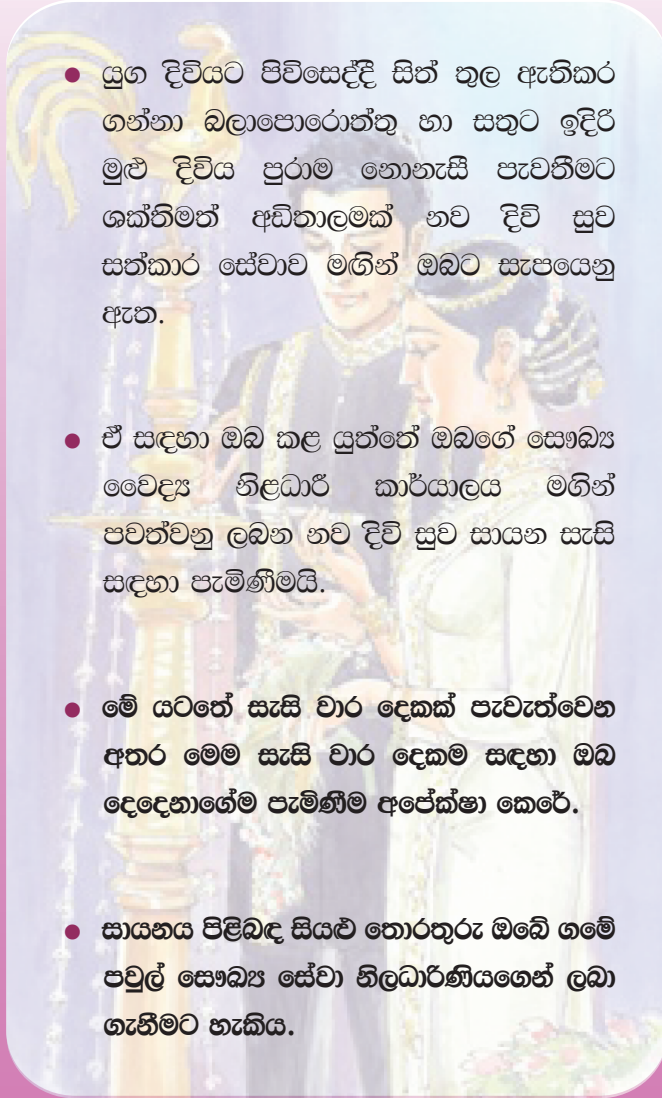 ● යුග දිවියට පිවිසෙද්දී සිත් තුල ඇතිකර
ගන්නා බලාපොරොත්තු හා සතුට ඉදිරි
මුළු දිවිය පුරාම නොනැසී පැවතීමට
ශක්තිමත් අඩිතාලමක් නව දිවි සුව
සත්කාර සේවාව මඟින් ඔබට සැපයෙනු
ඇත.
● ඒ සඳහා ඔබ කළ යුත්තේ ඔබගේ සෞඛ්‍ය
වෛද්‍ය නිළධාරී කාර්යාලය මගින්
පවත්වනු ලබන නව දිවි සුව සායන සැසි
සඳහා පැමිණීමයි.
● මේ යටතේ සැසි වාර දෙකක් පැවැත්වෙන
අතර මෙම සැසි වාර දෙකම සඳහා ඔබ
දෙදෙනාගේම පැමිණීම අපේක්ෂා කෙරේ.
● සායනය පිළිබඳ සියළු තොරතුරු ඔබේ ගමේ
පවුල් සෞඛ්‍ය සේවා නිලධාරිණියගෙන් ලබා
ගැනීමට හැකිය.